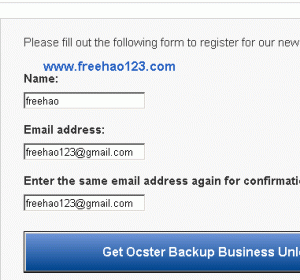 Please fill out the following form to register for our new
www.freehao123.com
Name:
freehao
Email address:
freehao123@gmail.com
Enter the same email address again for confirmati
freehao123@gmail.com
Get Ocster Backup Business Unl